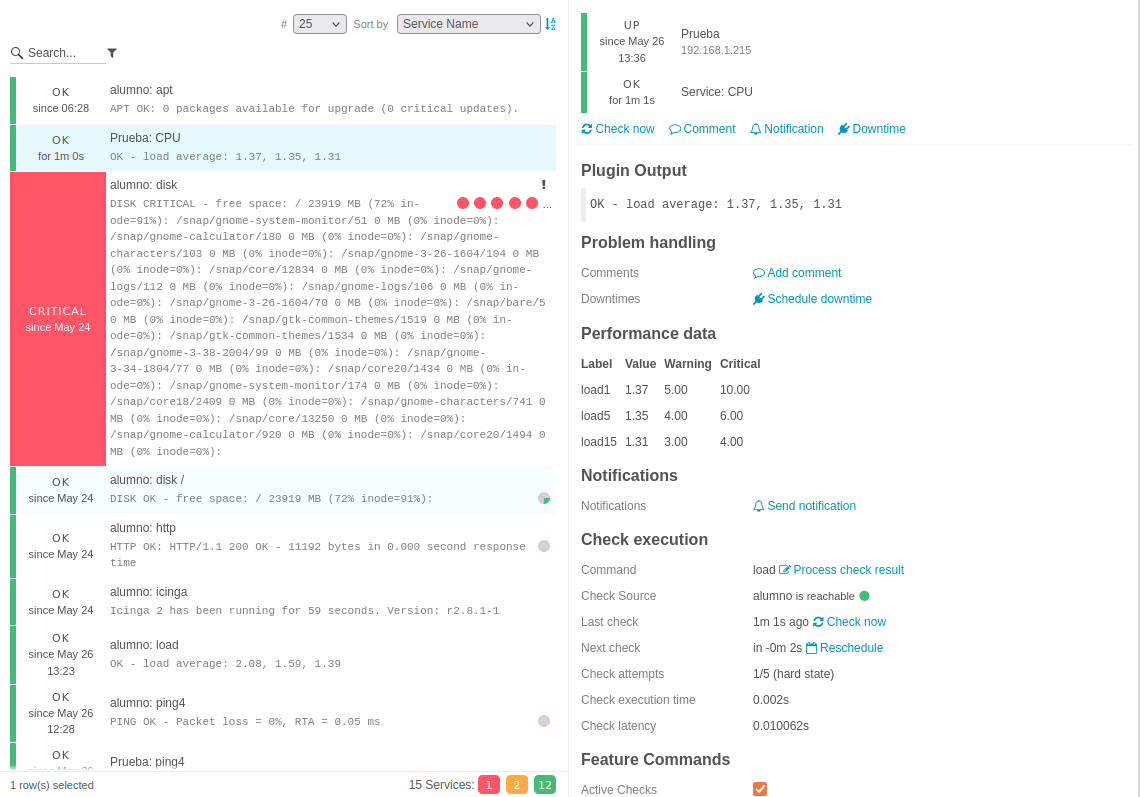 # 25 Sort by Service Name
Search...
OK
since 06:28
alumno: apt
APT OK: 0 packages available for upgrade (0 critical updates).
OK
for 1m 0s
Prueba: CPU
OK - load average: 1.37, 1.35, 1.31
CRITICAL
since May 24
alumno: disk
DISK CRITICAL - free space: / 23919 MB (72% in-
...
ode=91%): /snap/gnome-system-monitor/51 0 MB (0% inode=0%):
/snap/gnome-calculator/180 0 MB (0% inode=0%): /snap/gnome-
characters/103 0 MB (0% inode=0%): /snap/gnome-3-26-1604/104 0 MB
(0% inode=0%): /snap/core/12834 0 MB (0% inode=0%): /snap/gnome-
logs/112 0 MB (0% inode=0%): /snap/gnome-logs/106 0 MB (0% in-
ode=0%): /snap/gnome-3-26-1604/70 0 MB (0% inode=0%): /snap/bare/5
0 MB (0% inode=0%): /snap/gtk-common-themes/1519 0 MB (0% in-
ode=0%): /snap/gtk-common-themes/1534 0 MB (0% inode=0%):
/snap/gnome-3-38-2004/99 0 MB (0% inode=0%): /snap/gnome-
3-34-1804/77 0 MB (0% inode=0%): /snap/core20/1434 0 MB (0% in-
ode=0%): /snap/gnome-system-monitor/174 0 MB (0% inode=0%):
/snap/core18/2409 0 MB (0% inode=0%): /snap/gnome-characters/741 0
MB (0% inode=0%): /snap/core/13250 0 MB (0% inode=0%):
/snap/gnome-calculator/920 0 MB (0% inode=0%): /snap/core20/1494 0
MB (0% inode=0%):
OK
since May 24
alumno: disk /
DISK OK - free space: / 23919 MB (72% inode=91%):
OK
since May 24
alumno: http
HTTP OK: HTTP/1.1 200 OK - 11192 bytes in 0.000 second response
time
OK
since May 24
alumno: icinga
Icinga 2 has been running for 59 seconds. Version: r2.8.1-1
OK
since May 26
13:23
alumno: load
OK - load average: 2.08, 1.59, 1.39
OK
since May 26
12:28
alumno: ping4
PING OK - Packet loss = 0%, RTA = 0.05 ms
OK
Prueba: ping4
1 row(s) selected
15 Services: 1 2 12
UP
since May 26
13:36
Prueba
192.168.1.215
OK
for 1m 1s
Service: CPU
Check now Comment Notification Downtime
Plugin Output
OK - load average: 1.37, 1.35, 1.31
Problem handling
Comments Add comment
Downtimes Schedule downtime
Performance data
Label Value Warning Critical
load1 1.37 5.00 10.00
load5 1.35 4.00 6.00
load15 1.31 3.00 4.00
Notifications
Notifications Send notification
Check execution
Command load Process check result
Check Source alumno is reachable
Last check 1m 1s ago Check now
Next check in -0m 2s Reschedule
Check attempts 1/5 (hard state)
Check execution time 0.002s
Check latency 0.010062s
Feature Commands
Active Checks